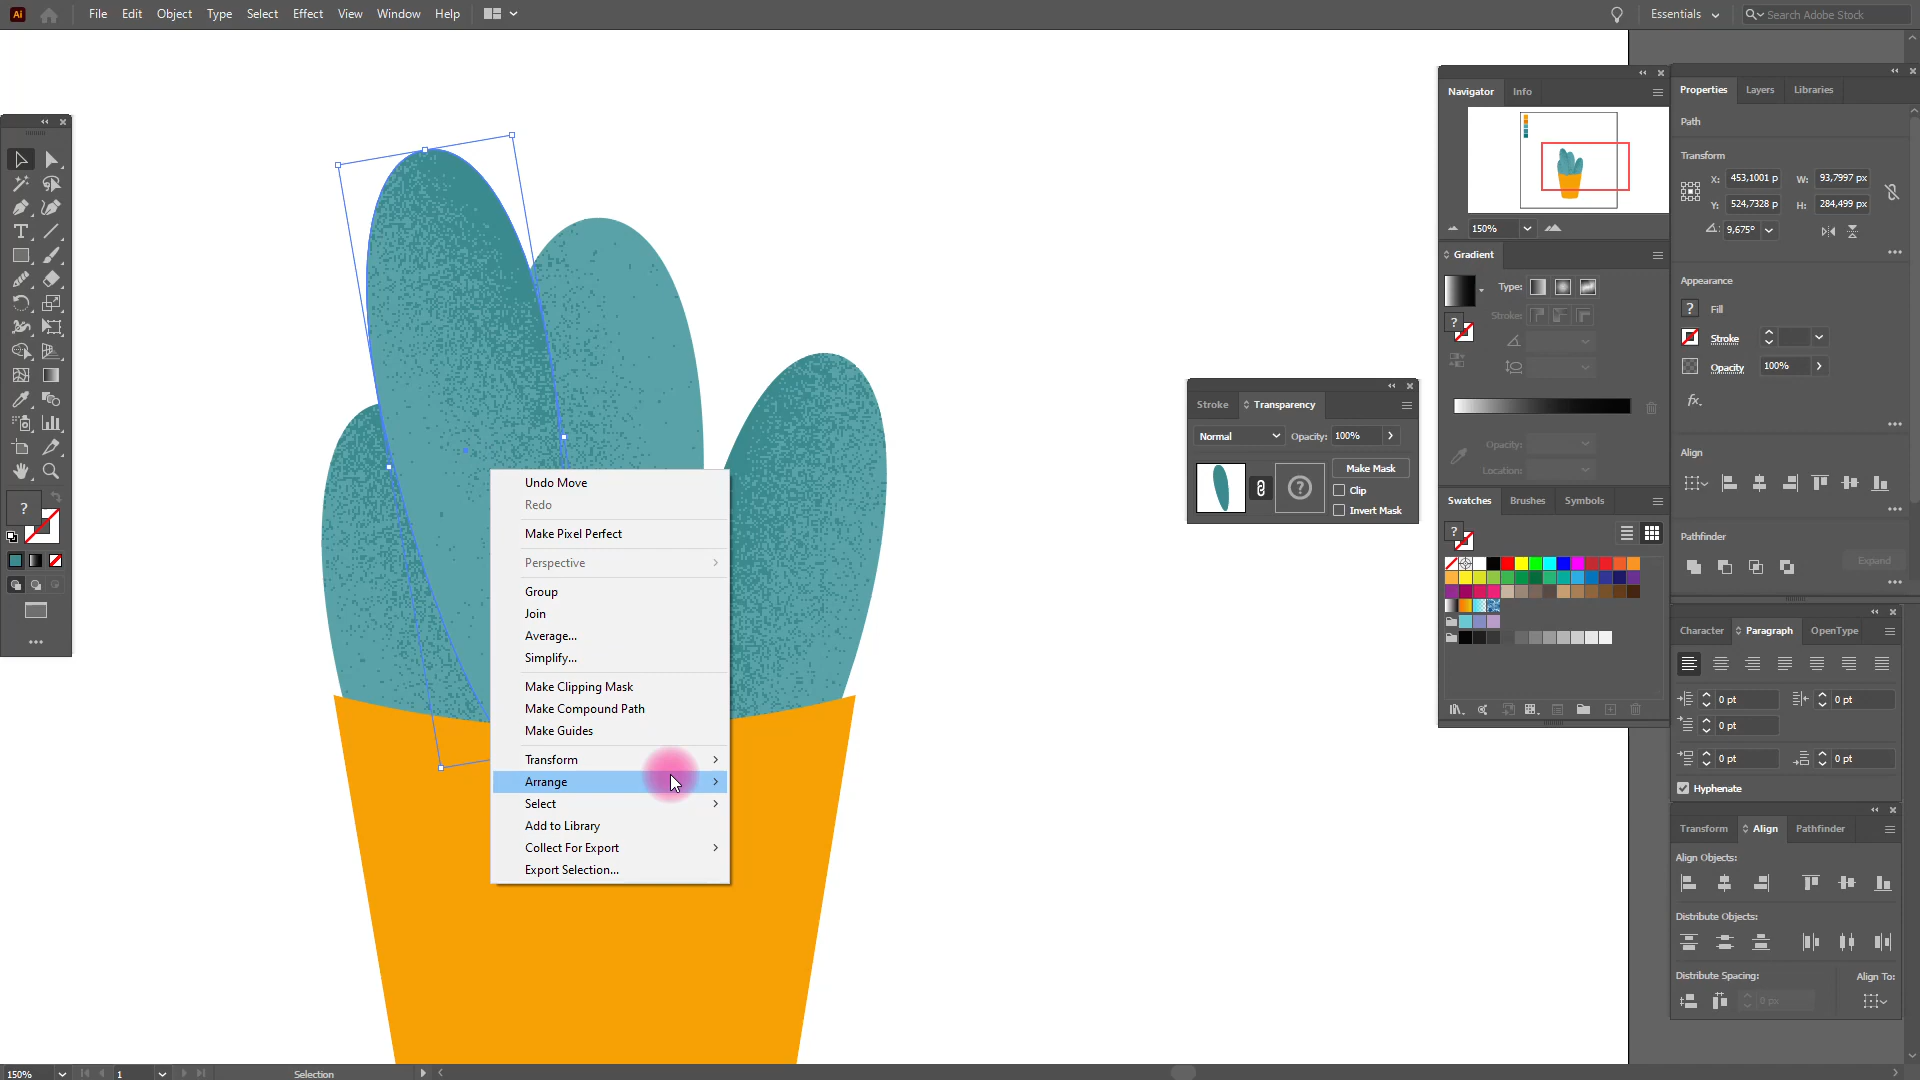 Ai
File Edit Object Type Select Effect View Window Help
Essentials
Search Adobe Stock
Undo Move
Redo
Make Pixel Perfect
Perspective
Group
Join
Average...
Simplify...
Make Clipping Mask
Make Compound Path
Make Guides
Transform
Arrange
Select
Add to Library
Collect For Export
Export Selection...
Stroke Transparency
Normal Opacity: 100%
Make Mask
Clip
Invert Mask
Navigator Info
150%
Gradient
Type:
Stroke:
Opacity:
Location:
Swatches Brushes Symbols
Properties Layers Libraries
Path
Transform
X: 453,1001 p W: 93,7997 px
Y: 524,7328 p H: 284,499 px
9,675°
Appearance
? Fill
Stroke
Opacity 100%
fx.
Align
Pathfinder
Expand
Character Paragraph OpenType
0 pt 0 pt
0 pt
0 pt 0 pt
Hyphenate
Transform Align Pathfinder
Align Objects:
Distribute Objects:
Distribute Spacing: Align To:
0 px
150% 1 Selection